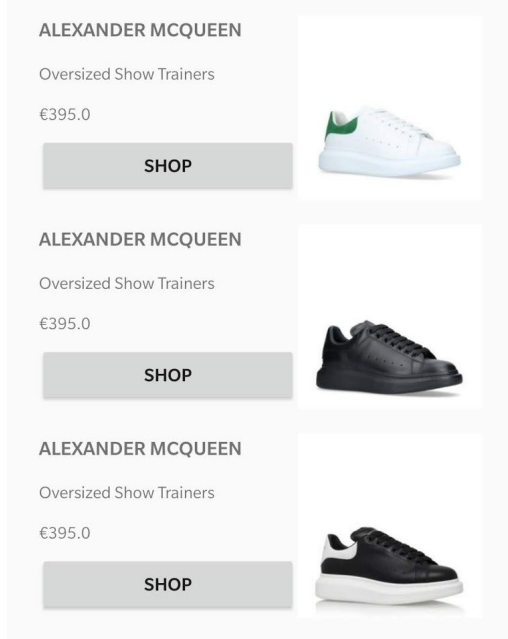 ALEXANDER MCQUEEN
Oversized Show Trainers
€395.0
SHOP
ALEXANDER MCQUEEN
Oversized Show Trainers
€395.0
SHOP
ALEXANDER MCQUEEN
Oversized Show Trainers
€395.0
SHOP